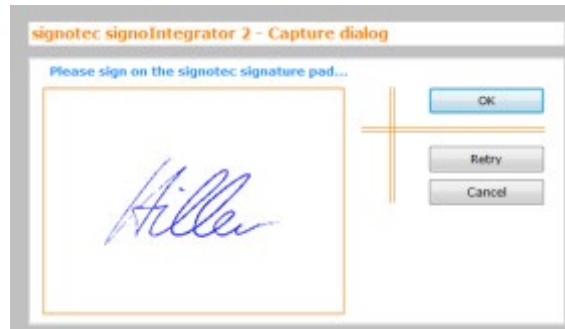 signotec signoIntegrator 2 - Capture dialog
Please sign on the signotec signature pad...
OK
Hiller
Retry
Cancel